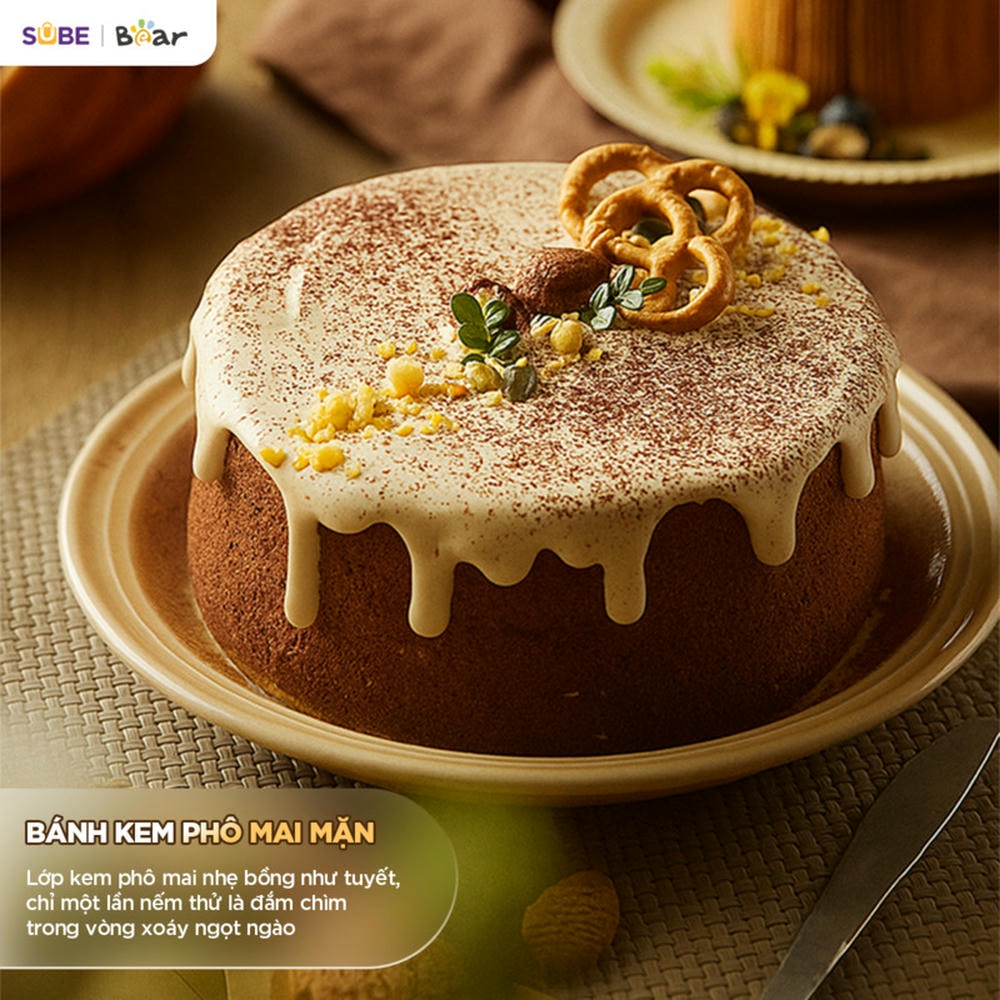 SUBE | Bear
BÁNH KEM PHÔ MAI MẶN
Lớp kem phô mai nhẹ bồng như tuyết,
chỉ một lần nếm thử là đắm chìm
trong vòng xoáy ngọt ngào